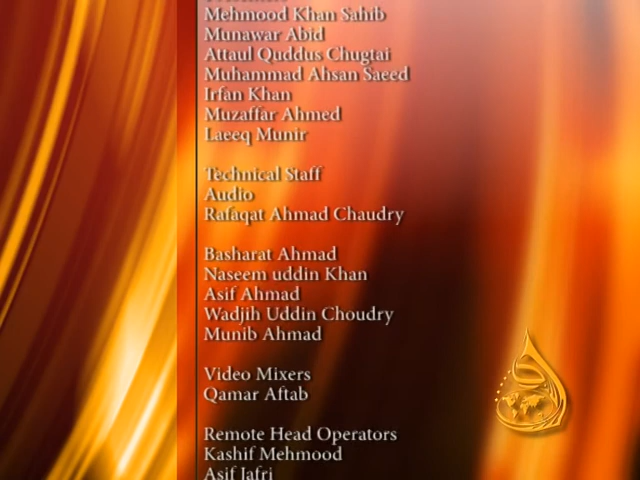 Mehmood Khan Sahib
Munawar Abid
Attaul Quddus Chugtai
Muhammad Ahsan Saeed
Irfan Khan
Muzaffar Ahmed
Laeeq Munir
Technical Staff
Audio
Rafaqat Ahmad Chaudry
Basharat Ahmad
Naseem uddin Khan
Asif Ahmad
Wadjih Uddin Choudry
Munib Ahmad
Video Mixers
Qamar Aftab
Remote Head Operators
Kashif Mehmood
Asif Jafri